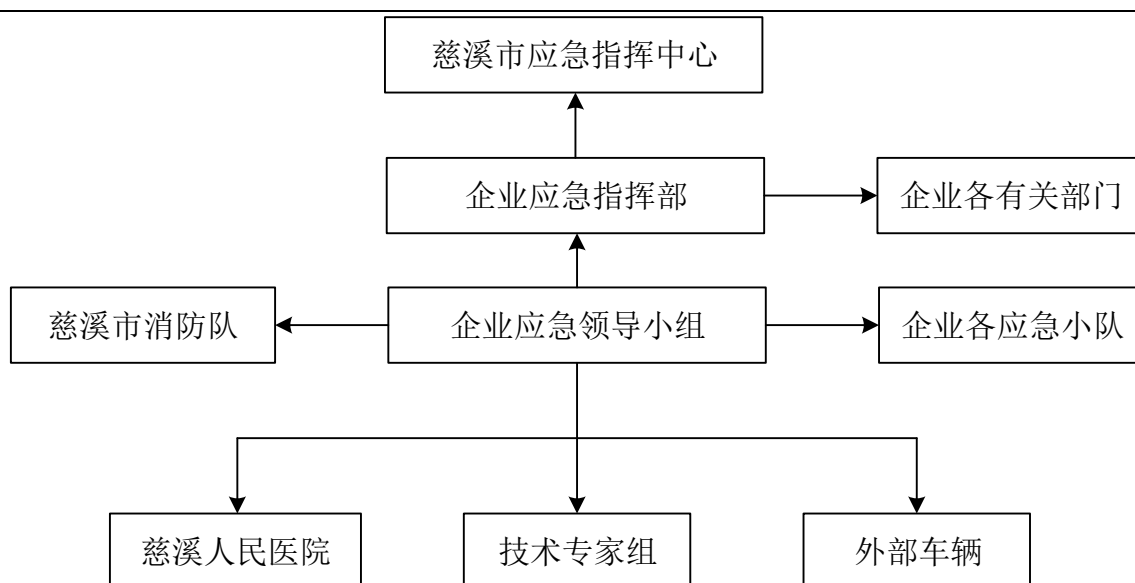 慈溪市应急指挥中心
企业应急指挥部
企业各有关部门
慈溪市消防队
企业应急领导小组
企业各应急小队
慈溪人民医院
技术专家组
外部车辆